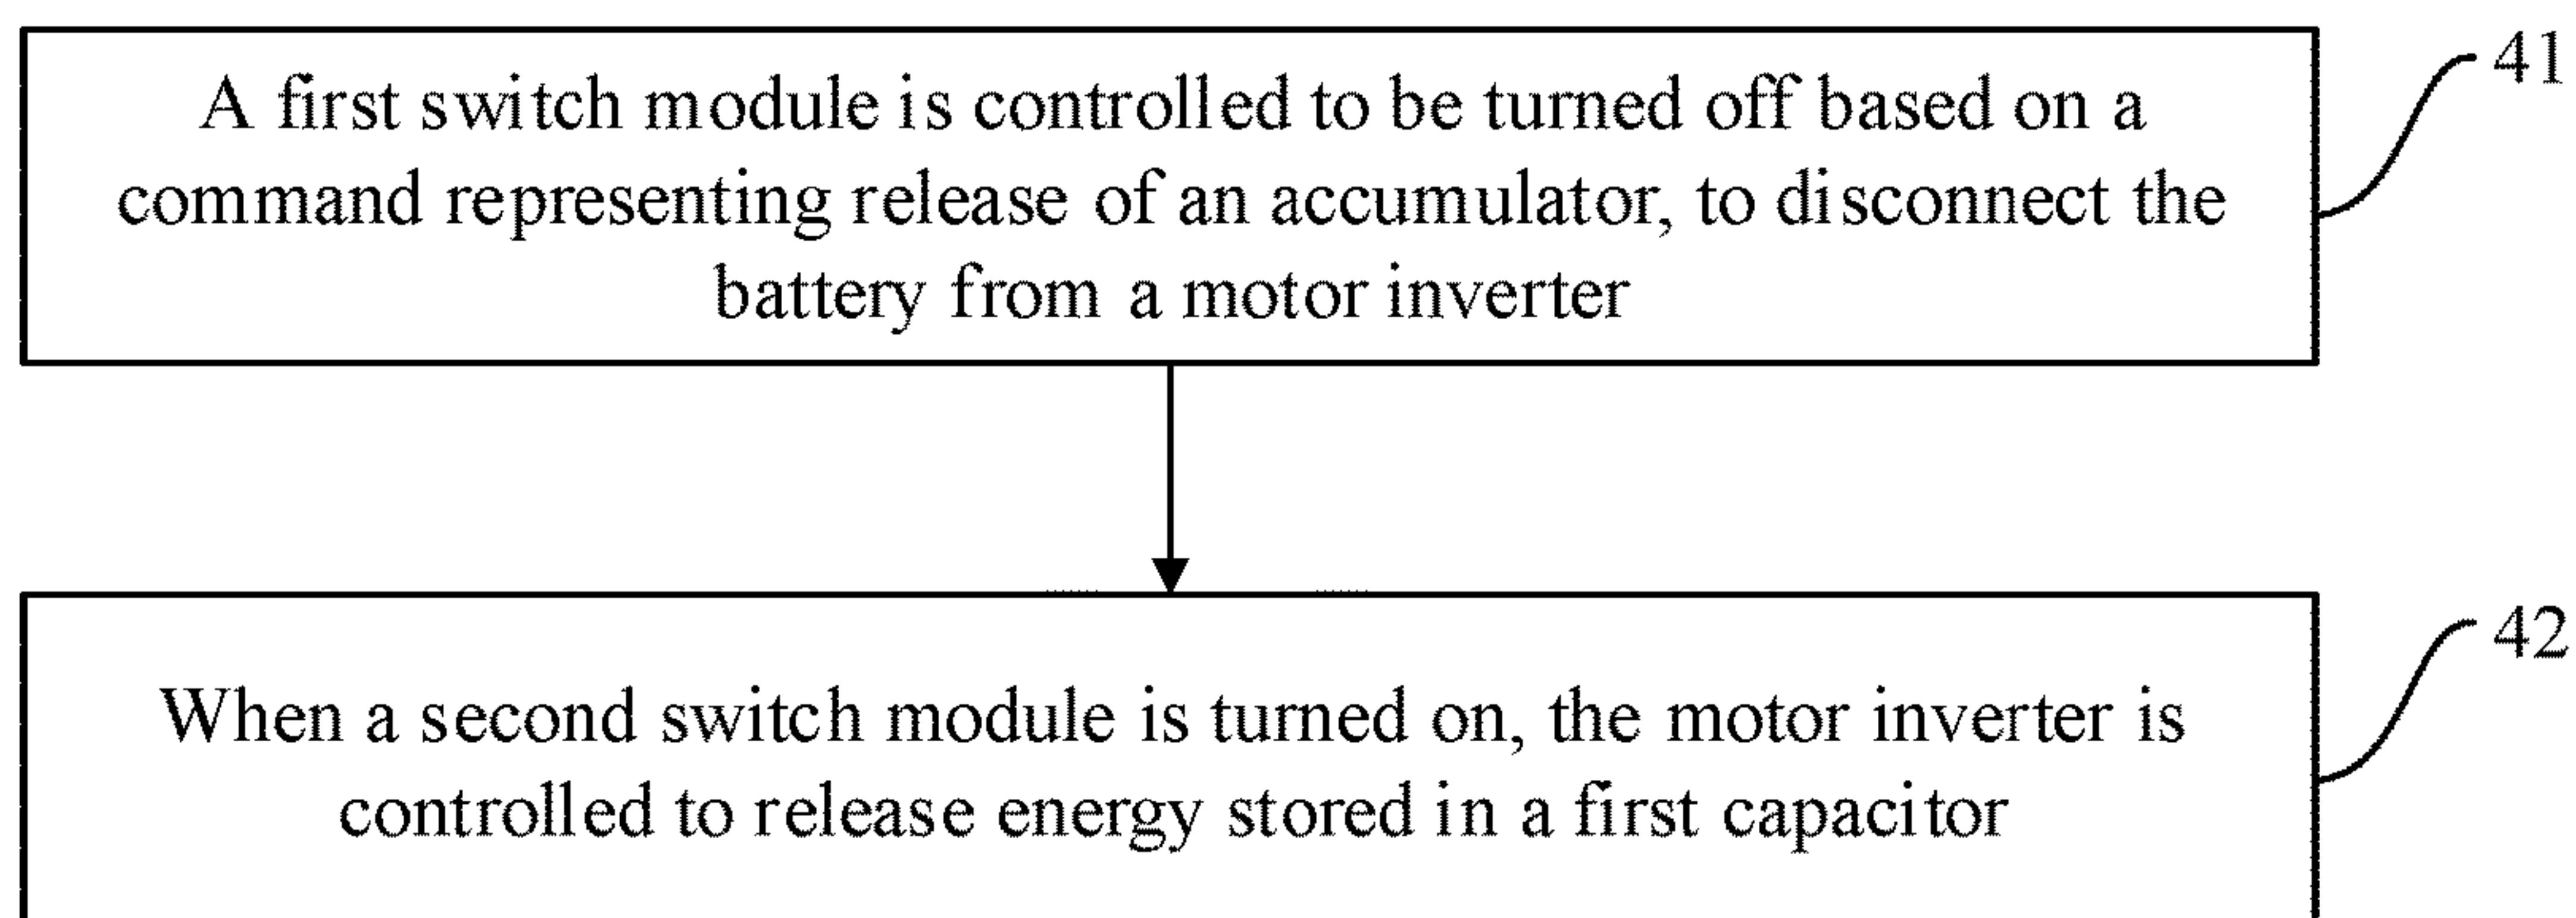 A first switch module is controlled to be turned off based on a
command representing release of an accumulator, to disconnect the
battery from a motor inverter
41
When a second switch module is turned on, the motor inverter is
controlled to release energy stored in a first capacitor
42